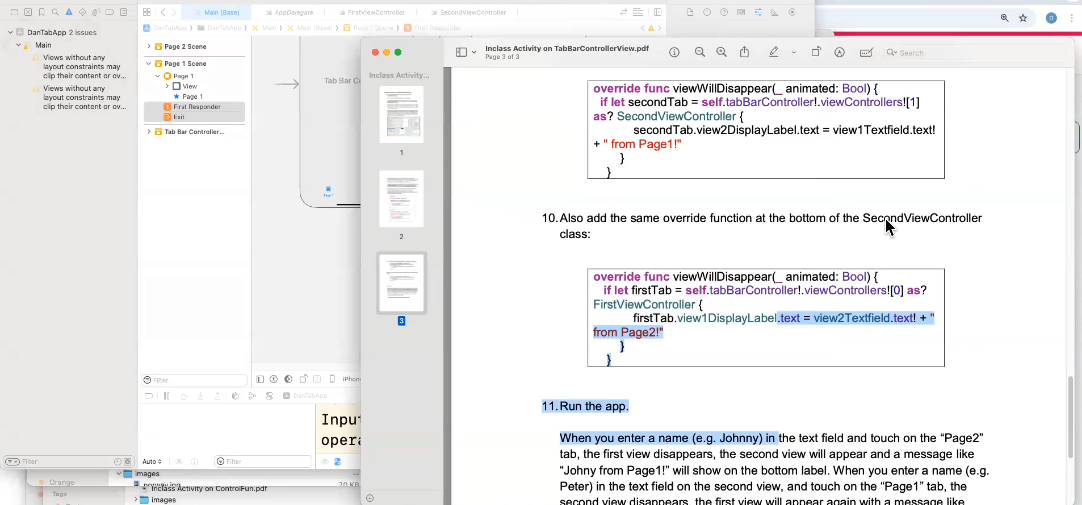 Main (Base)
AppDelegate
FirstViewController
SecondViewController
DanTabApp 2 issues
Main
Views without any
layout constraints may
clip their content or ov...
Views without any
layout constraints may
clip their content or ov...
DanTabApp
DanTabApp
Main
Main (Base)
Page 1 Scene
First Responder
Page 2 Scene
Page 1 Scene
Page 1
View
Page 1
First Responder
Exit
Tab Bar Controller...
Tab Bar Co
Page1
Filter
iPhon
DanTabApp
Inpu
opera
Auto
Filter
Filter
Orange
Tags
images
Inclass Activity on ControlFun.pdf
70 KB
images
Inclass Activity on TabBarControllerView.pdf
Page 3 of 3
Search
Inclass Activity...
1
2
3
override func viewWillDisappear(_ animated: Bool) {
if let secondTab = self.tabBarController!.viewControllers![1]
as? SecondViewController {
secondTab.view2DisplayLabel.text = view1Textfield.text!
+ " from Page1!"
}
}
10. Also add the same override function at the bottom of the SecondViewController
class:
override func viewWillDisappear(_ animated: Bool) {
if let firstTab = self.tabBarController!.viewControllers![0] as?
FirstViewController {
firstTab.view1DisplayLabel.text = view2Textfield.text! + "
from Page2!"
}
}
11. Run the app.
When you enter a name (e.g. Johnny) in the text field and touch on the “Page2”
tab, the first view disappears, the second view will appear and a message like
“Johny from Page1!” will show on the bottom label. When you enter a name (e.g.
Peter) in the text field on the second view, and touch on the “Page1” tab, the
second view disappears, the first view will appear again with a message like